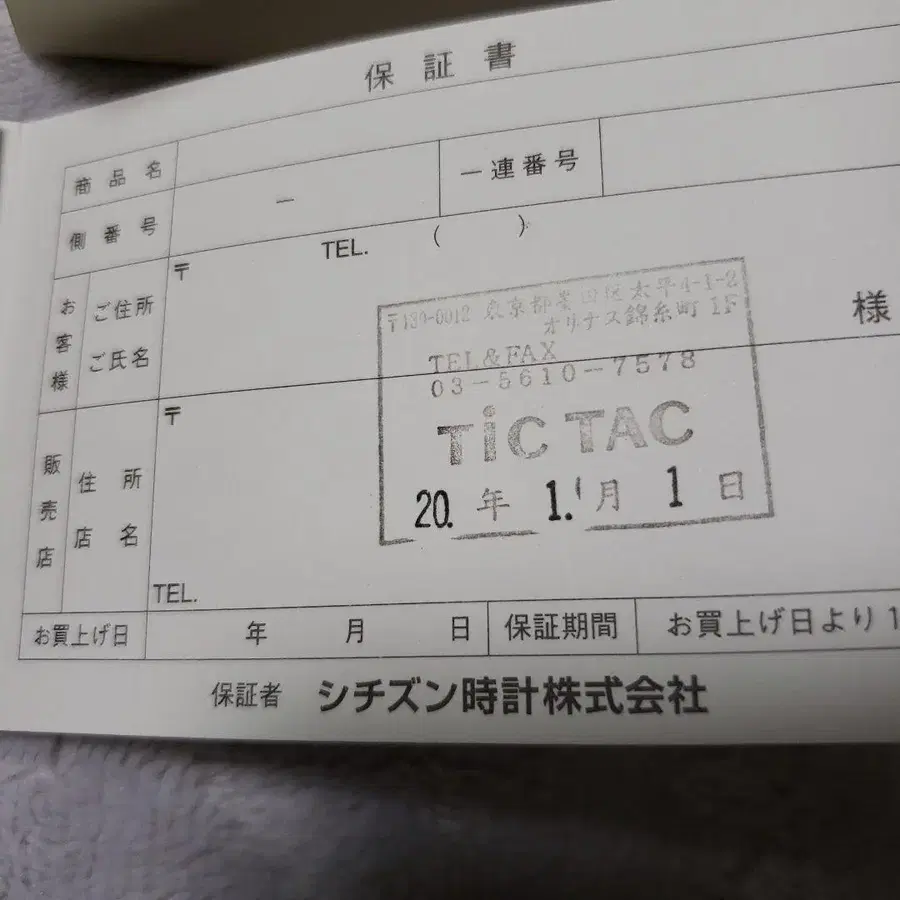 保証書
商品名
一連番号
側番号 －
お客様 ご住所 ご氏名 〒 TEL. ( ) 様
〒130-0012 東京都墨田区太平4-1-2
オリナス錦糸町 1F
TEL&FAX
03-5610-7578
TiCTAC
20. 年 1. 月 1 日
販売店 住所 店名 〒
TEL.
お買上げ日 年 月 日 保証期間 お買上げ日より1
保証者 シチズン時計株式会社